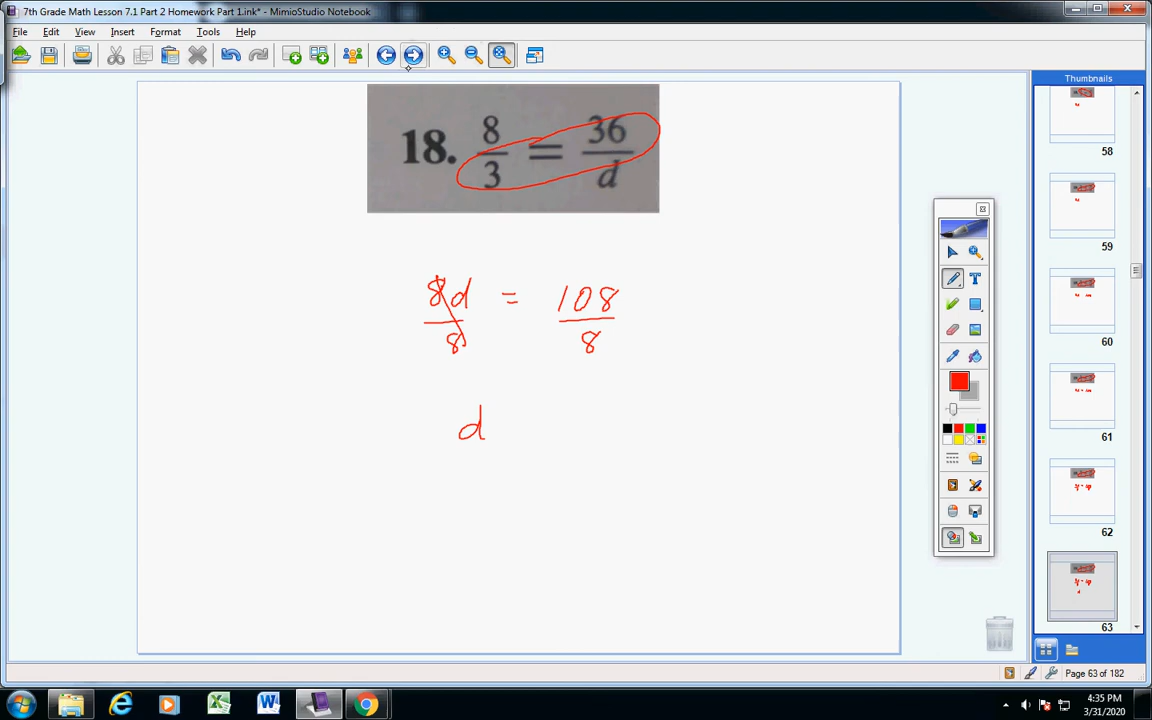 7th Grade Math Lesson 7.1 Part 2 Homework Part 1.ink* - MimioStudio Notebook
File Edit View Insert Format Tools Help
Thumbnails
18. 8/3 = 36/d
8d/8 = 108/8
d
58
59
60
61
62
63
Page 63 of 182
4:35 PM
3/31/2020